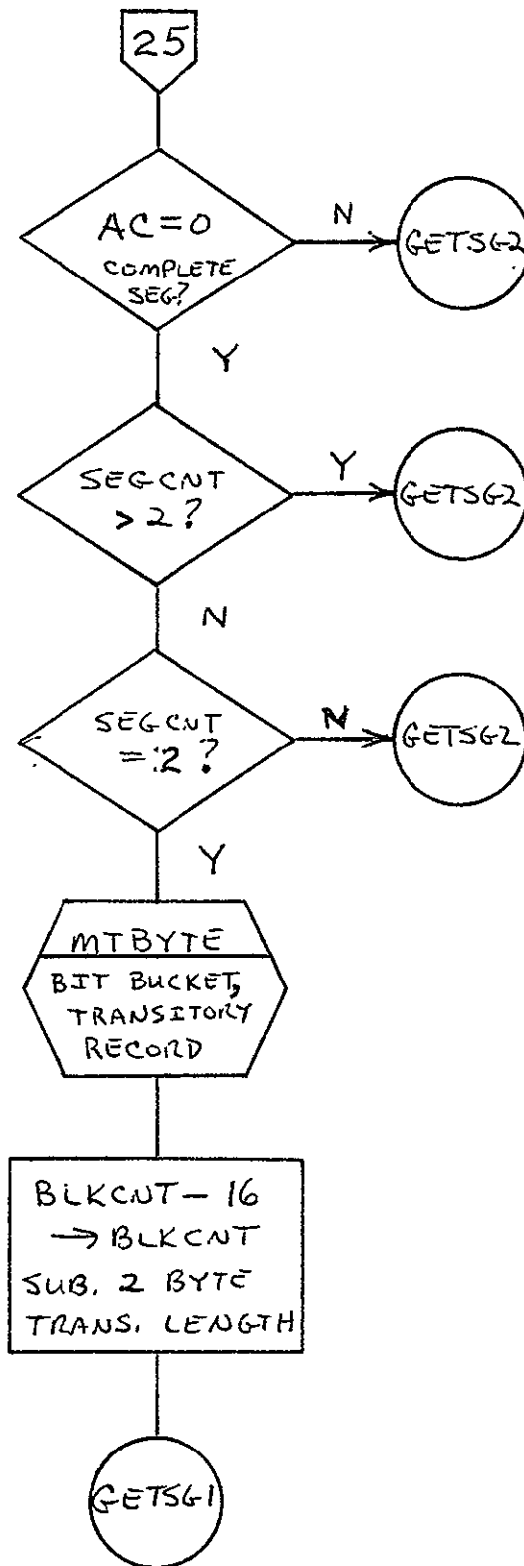 25
AC=0
COMPLETE
SEG?
N
GETSG2
Y
SEGCNT
>2?
Y
GETSG2
N
SEGCNT
=2?
N
GETSG2
Y
MTBYTE
BIT BUCKET,
TRANSITORY
RECORD
BLKCNT-16
→BLKCNT
SUB. 2 BYTE
TRANS. LENGTH
GETSG1